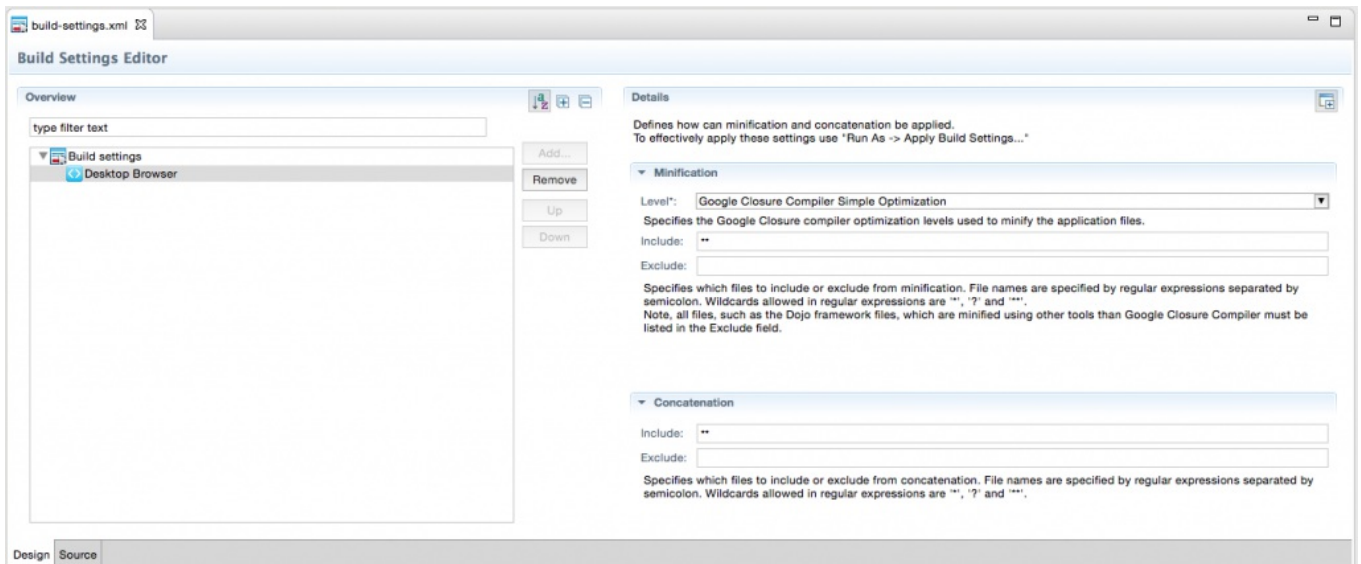 build-settings.xml
Build Settings Editor
Overview
type filter text
Build settings
Desktop Browser
Add...
Remove
Up
Down
Details
Defines how can minification and concatenation be applied.
To effectively apply these settings use "Run As -> Apply Build Settings..."
Minification
Level*: Google Closure Compiler Simple Optimization
Specifies the Google Closure compiler optimization levels used to minify the application files.
Include: **
Exclude:
Specifies which files to include or exclude from minification. File names are specified by regular expressions separated by
semicolon. Wildcards allowed in regular expressions are '*', '?' and '**'.
Note, all files, such as the Dojo framework files, which are minified using other tools than Google Closure Compiler must be
listed in the Exclude field.
Concatenation
Include: **
Exclude:
Specifies which files to include or exclude from concatenation. File names are specified by regular expressions separated by
semicolon. Wildcards allowed in regular expressions are '*', '?' and '**'.
Design Source